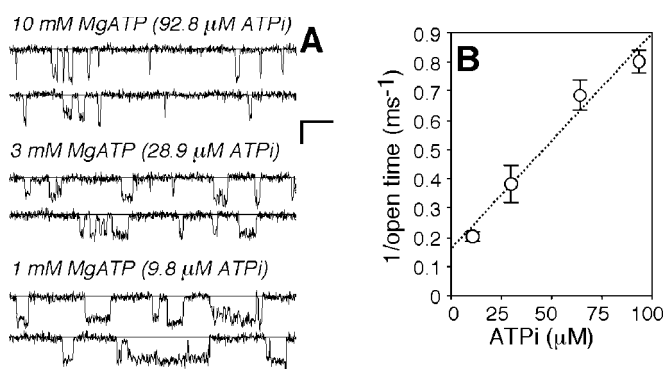 10 mM MgATP (92.8 µM ATPi)
A
3 mM MgATP (28.9 µM ATPi)
1 mM MgATP (9.8 µM ATPi)
B
1/open time (ms-1)
0.9
0.8
0.7
0.6
0.5
0.4
0.3
0.2
0.1
0
0 25 50 75 100
ATPi (µM)